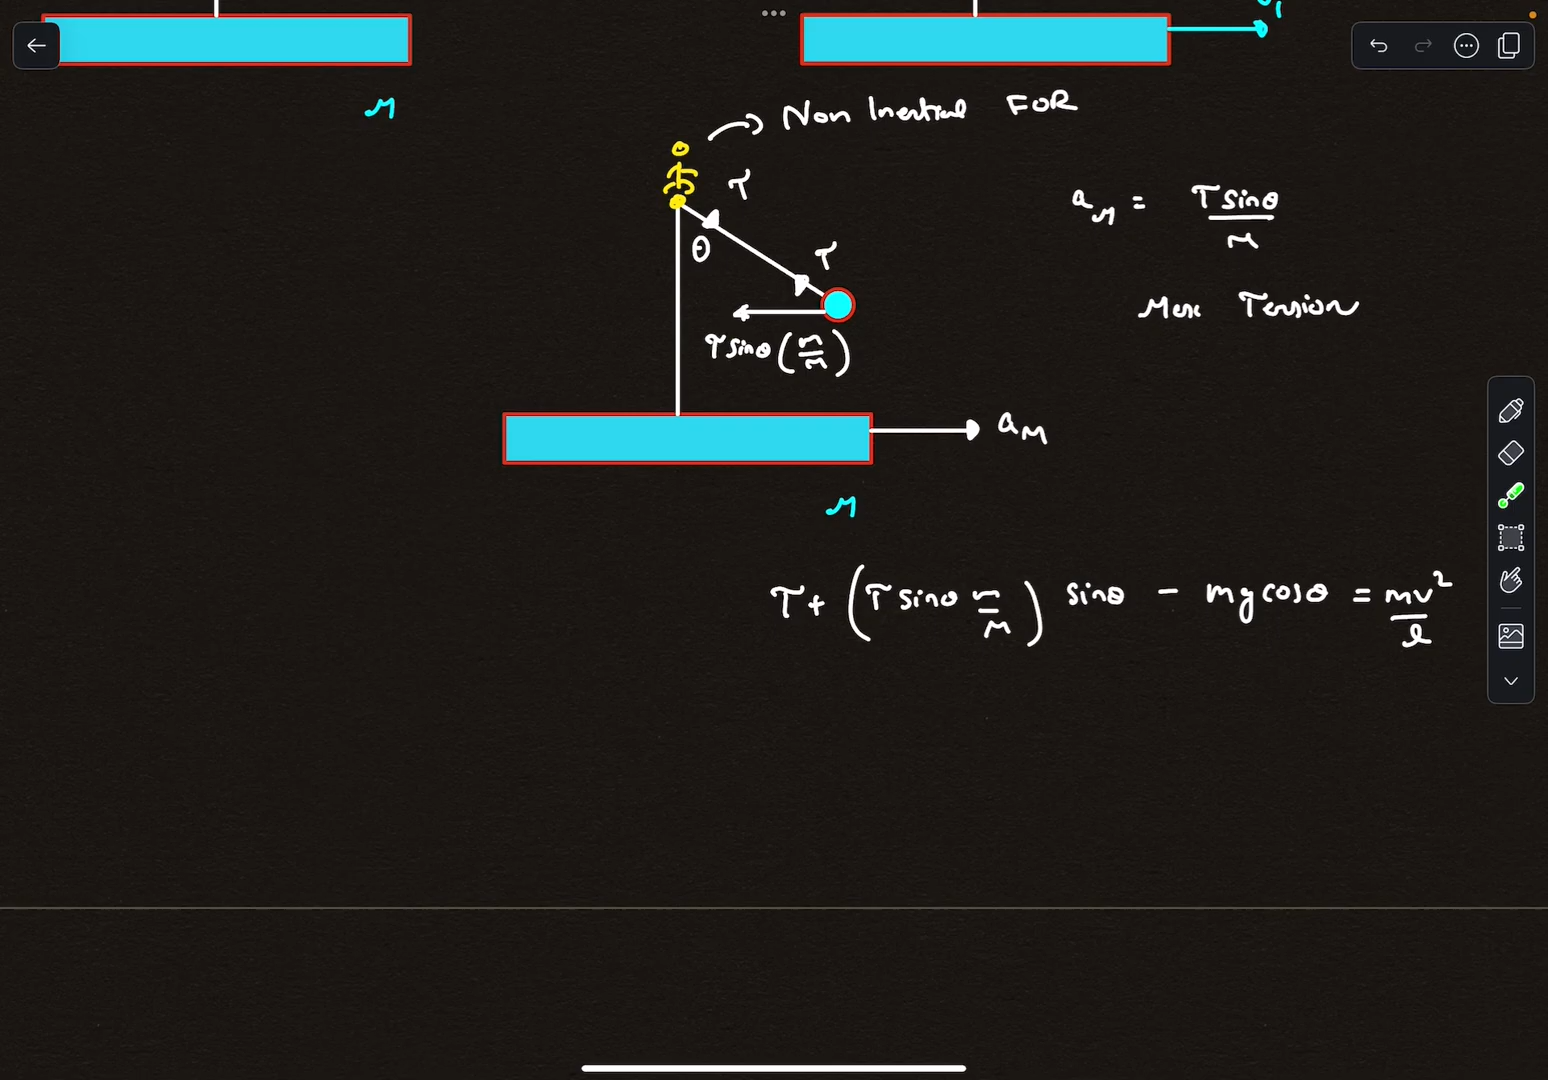 M
Non Inertial FOR
T
a_M = T sinθ / M
θ
T
Max Tension
T sinθ (m/M)
a_M
M
T + (T sinθ m/M) sinθ - mg cosθ = mv²/l